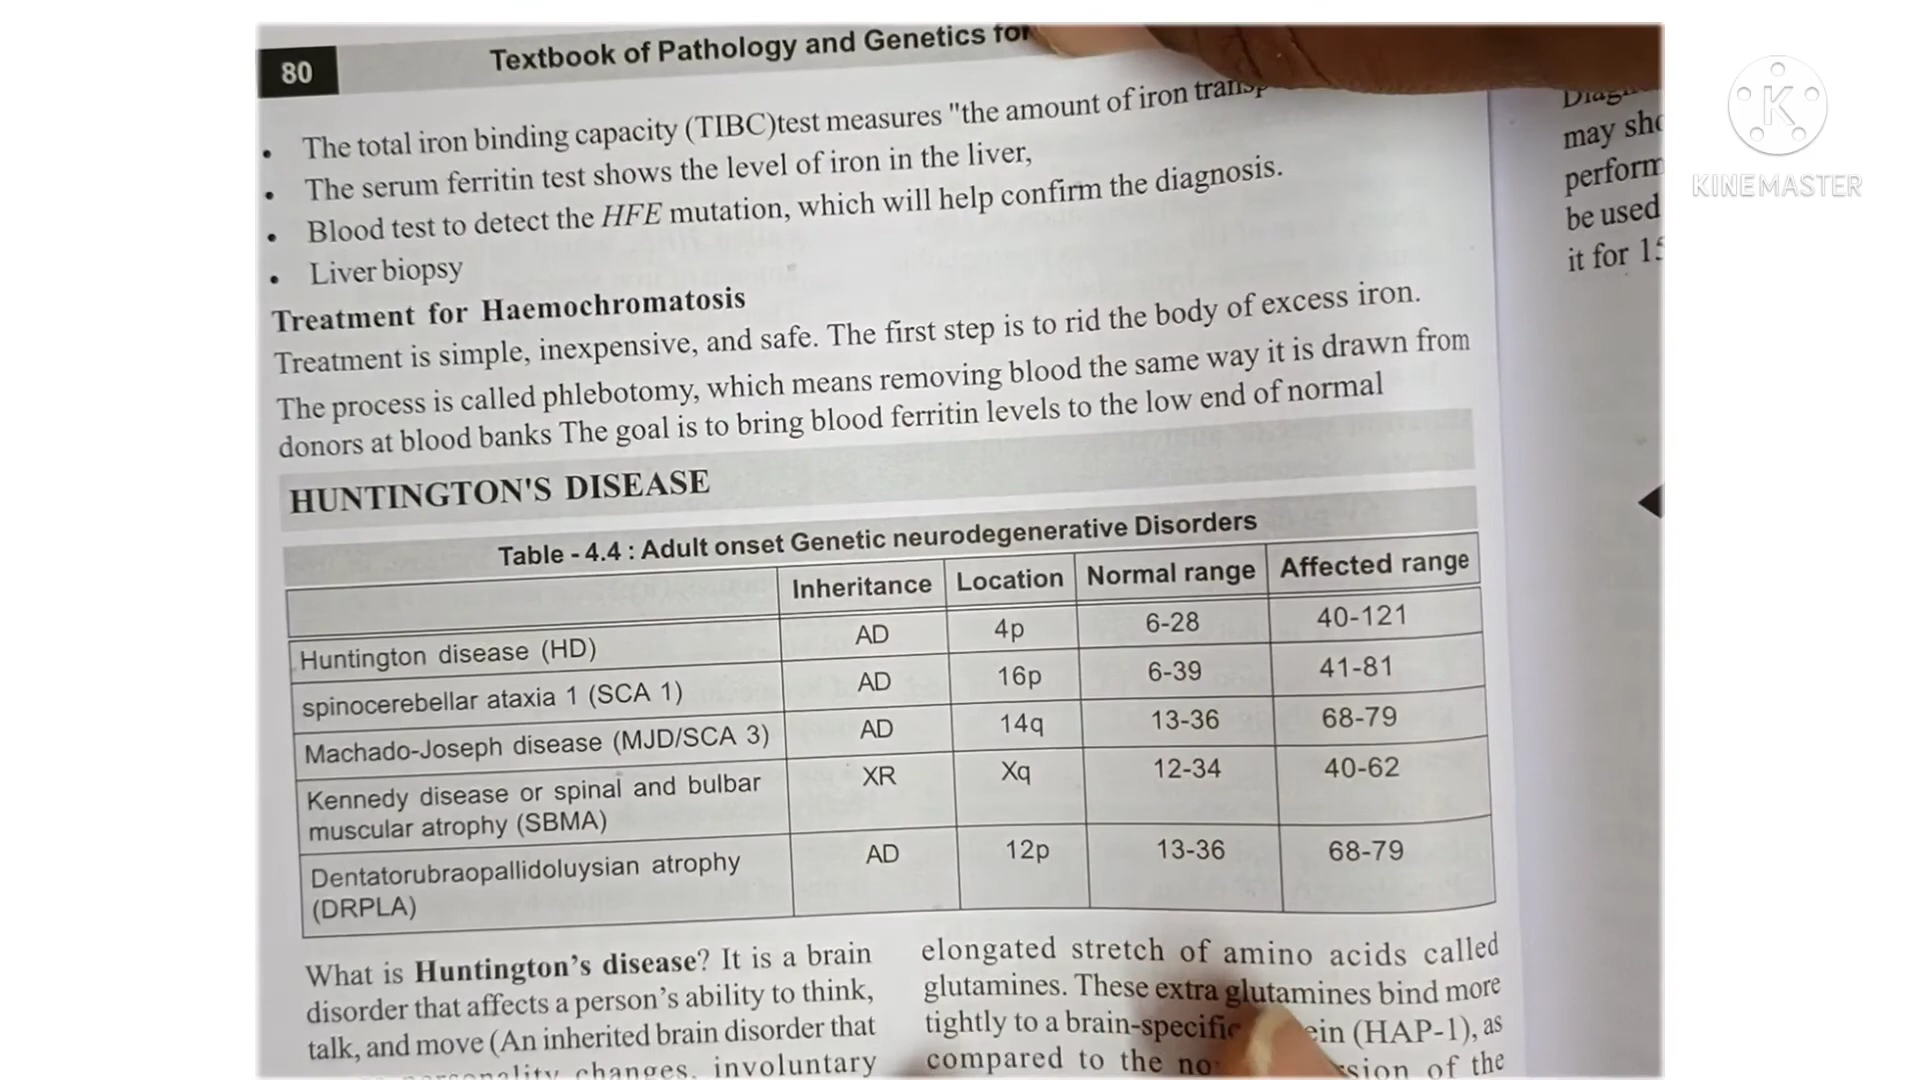 80
Textbook of Pathology and Genetics for
• The total iron binding capacity (TIBC)test measures "the amount of iron
• The serum ferritin test shows the level of iron in the liver,
• Blood test to detect the HFE mutation, which will help confirm the diagnosis.
• Liver biopsy
Treatment for Haemochromatosis
Treatment is simple, inexpensive, and safe. The first step is to rid the body of excess iron.
The process is called phlebotomy, which means removing blood the same way it is drawn from
donors at blood banks The goal is to bring blood ferritin levels to the low end of normal
HUNTINGTON'S DISEASE
Table - 4.4 : Adult onset Genetic neurodegenerative Disorders
Inheritance Location Normal range Affected range
Huntington disease (HD) AD 4p 6-28 40-121
spinocerebellar ataxia 1 (SCA 1) AD 16p 6-39 41-81
Machado-Joseph disease (MJD/SCA 3) AD 14q 13-36 68-79
Kennedy disease or spinal and bulbar XR Xq 12-34 40-62
muscular atrophy (SBMA)
Dentatorubraopallidoluysian atrophy AD 12p 13-36 68-79
(DRPLA)
What is Huntington's disease? It is a brain
disorder that affects a person's ability to think,
talk, and move (An inherited brain disorder that
changes, involuntary
elongated stretch of amino acids called
glutamines. These extra glutamines bind more
tightly to a brain-specific (HAP-1), as
compared to the of the
may
perform
be used
it for
K
KINEMASTER